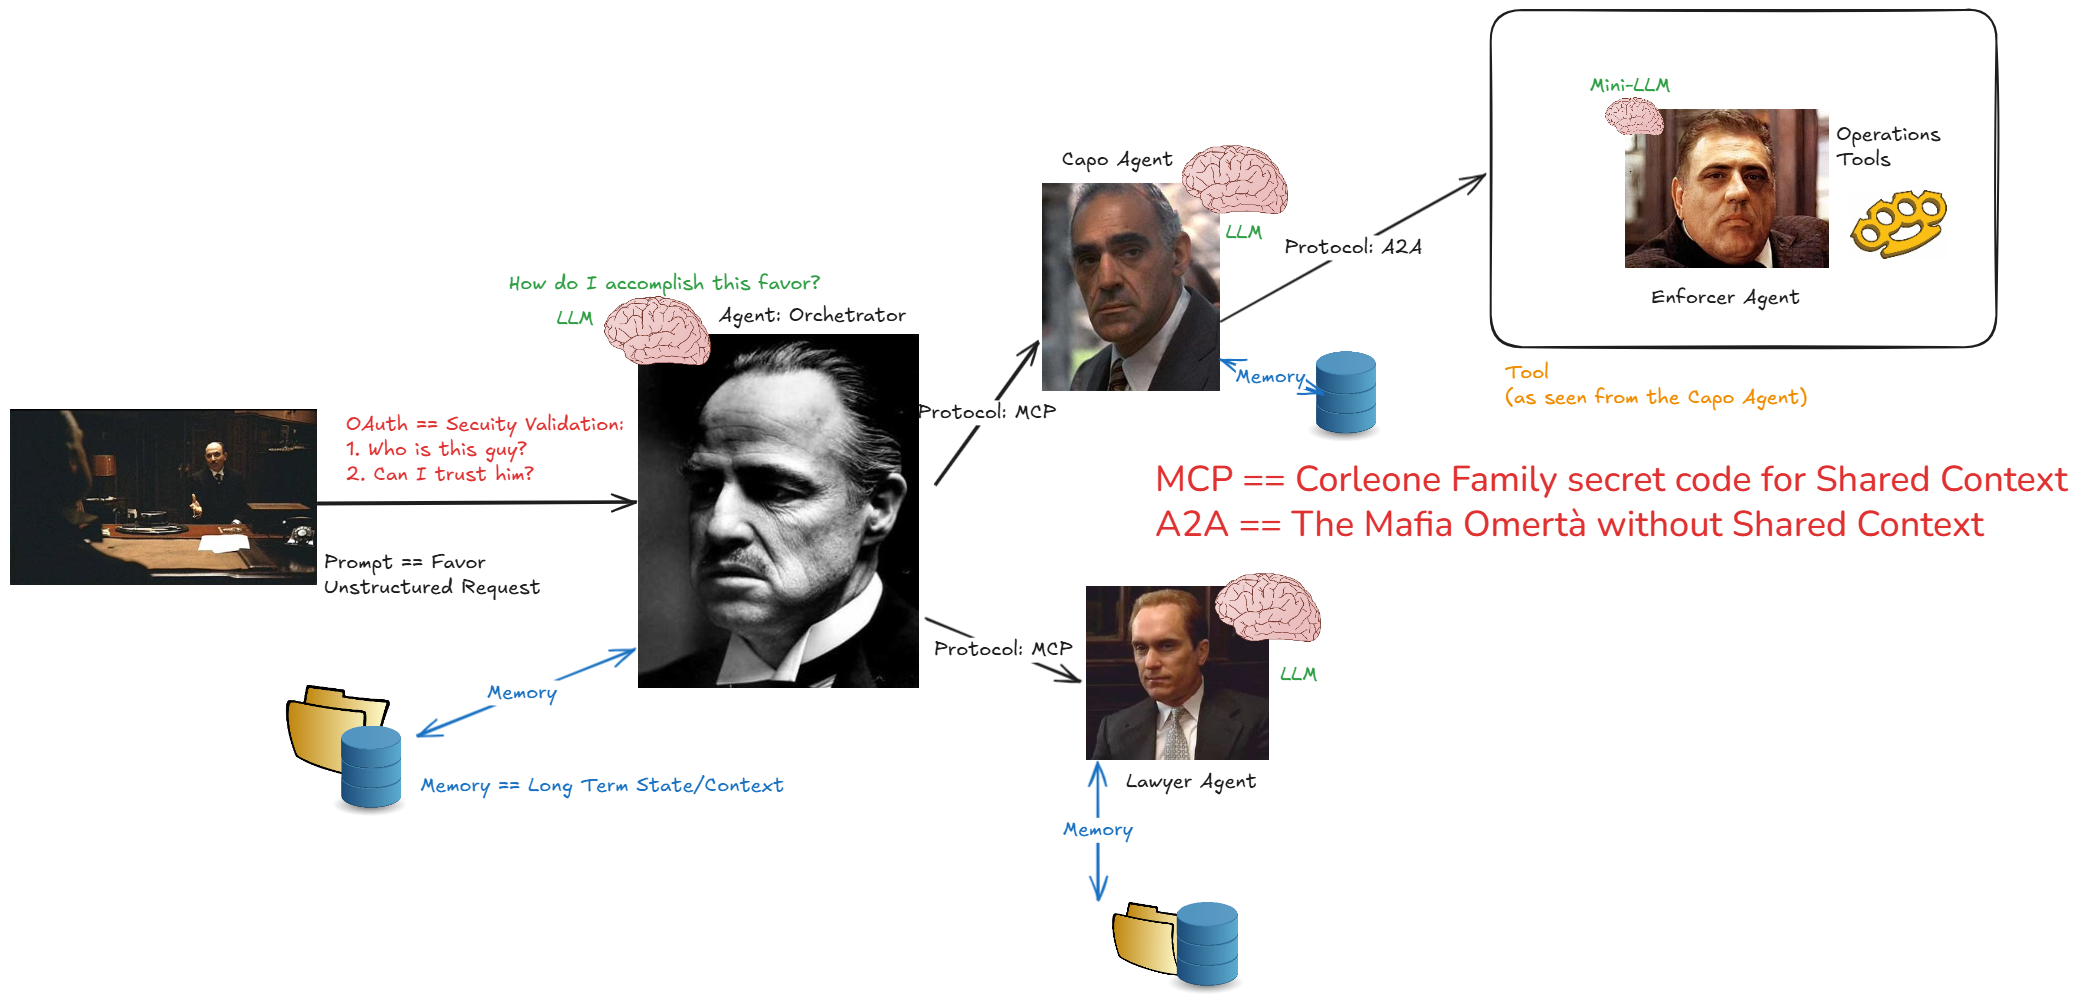 Mini-LLM
Operations
Tools
Enforcer Agent
Tool
(as seen from the Capo Agent)
Capo Agent
LLM
Protocol: A2A
Memory
How do I accomplish this favor?
LLM
Agent: Orchetrator
Protocol: MCP
OAuth == Secuity Validation:
1. Who is this guy?
2. Can I trust him?
Prompt == Favor
Unstructured Request
MCP == Corleone Family secret code for Shared Context
A2A == The Mafia Omertà without Shared Context
Protocol: MCP
LLM
Lawyer Agent
Memory
Memory
Memory == Long Term State/Context